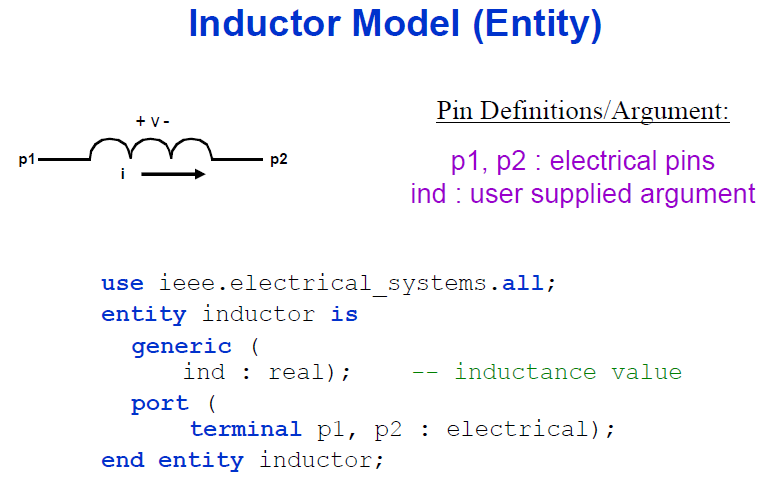 Inductor Model (Entity)
+ v -
p1
p2
i
Pin Definitions/Argument:
p1, p2 : electrical pins
ind : user supplied argument
use ieee.electrical_systems.all;
entity inductor is
generic (
ind : real); -- inductance value
port (
terminal p1, p2 : electrical);
end entity inductor;